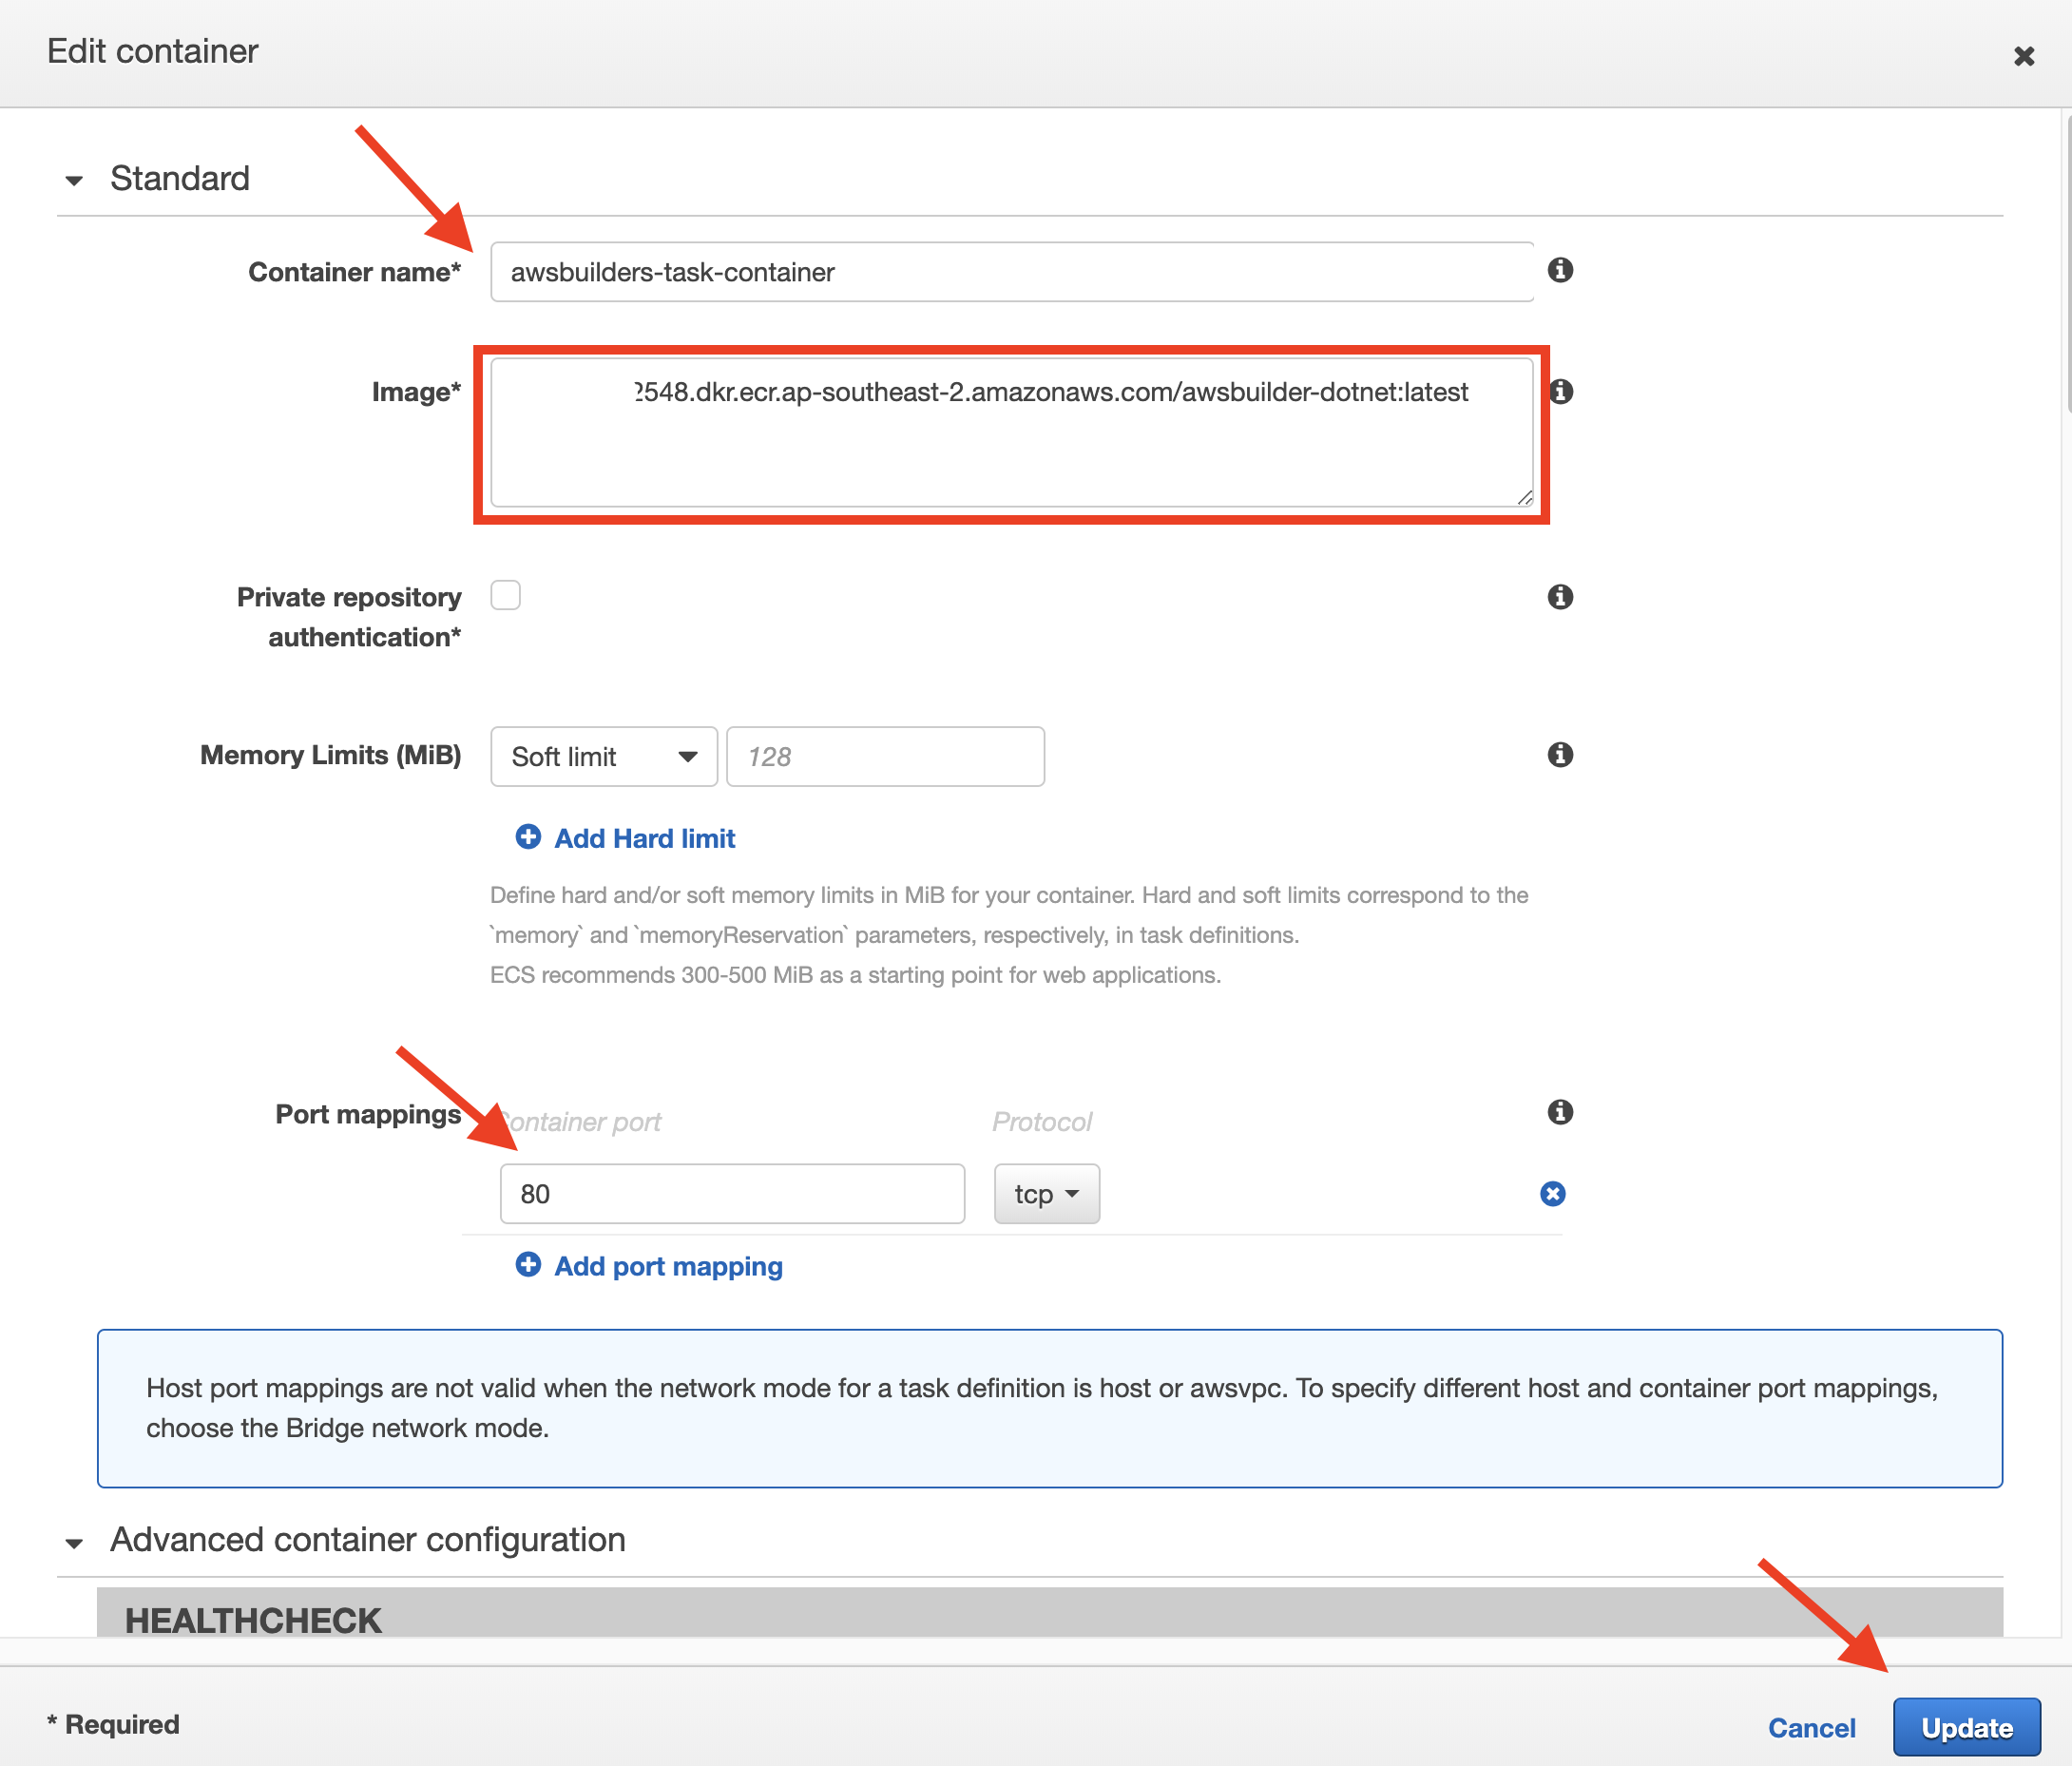 Edit container
Standard
Container name* awsbuilders-task-container
Image* 2548.dkr.ecr.ap-southeast-2.amazonaws.com/awsbuilder-dotnet:latest
Private repository
authentication*
Memory Limits (MiB) Soft limit 128
Add Hard limit
Define hard and/or soft memory limits in MiB for your container. Hard and soft limits correspond to the
`memory` and `memoryReservation` parameters, respectively, in task definitions.
ECS recommends 300-500 MiB as a starting point for web applications.
Port mappings Container port Protocol
80 tcp
Add port mapping
Host port mappings are not valid when the network mode for a task definition is host or awsvpc. To specify different host and container port mappings,
choose the Bridge network mode.
Advanced container configuration
HEALTHCHECK
* Required Cancel Update